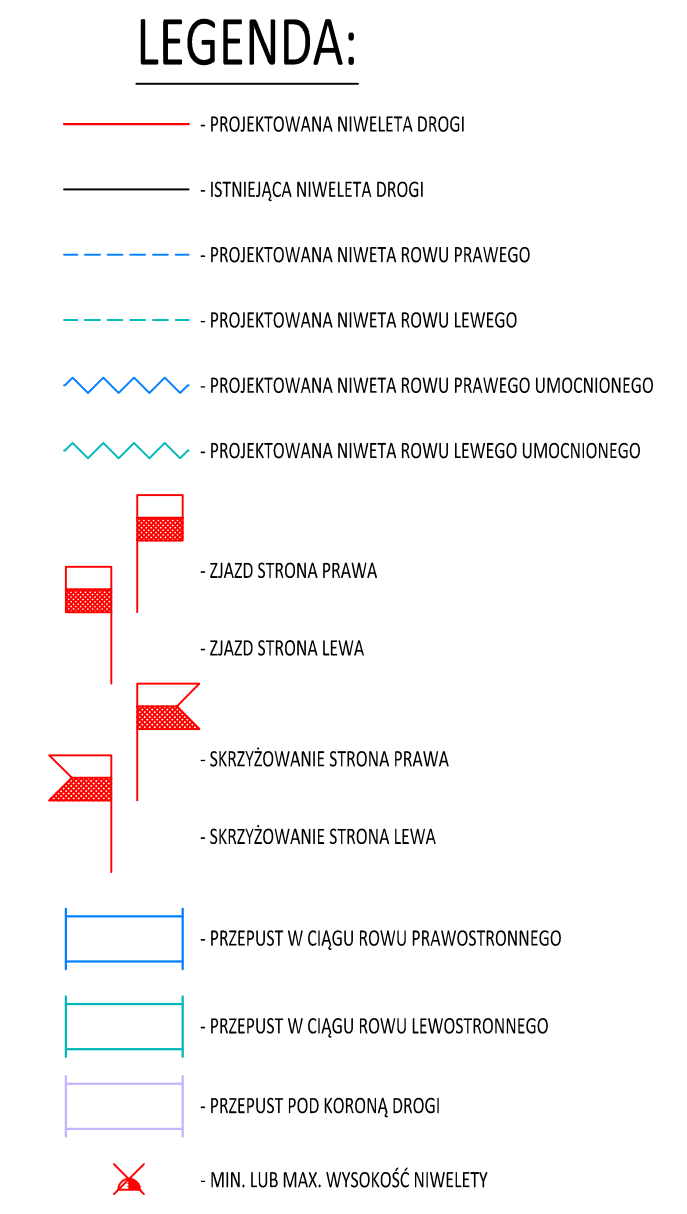 LEGENDA:
- PROJEKTOWANA NIWELETA DROGI
- ISTNIEJĄCA NIWELETA DROGI
- PROJEKTOWANA NIWETA ROWU PRAWEGO
- PROJEKTOWANA NIWETA ROWU LEWEGO
- PROJEKTOWANA NIWETA ROWU PRAWEGO UMOCNIONEGO
- PROJEKTOWANA NIWETA ROWU LEWEGO UMOCNIONEGO
- ZJAZD STRONA PRAWA
- ZJAZD STRONA LEWA
- SKRZYŻOWANIE STRONA PRAWA
- SKRZYŻOWANIE STRONA LEWA
- PRZEPUST W CIĄGU ROWU PRAWOSTRONNEGO
- PRZEPUST W CIĄGU ROWU LEWOSTRONNEGO
- PRZEPUST POD KORONĄ DROGI
- MIN. LUB MAX. WYSOKOŚĆ NIWELETY